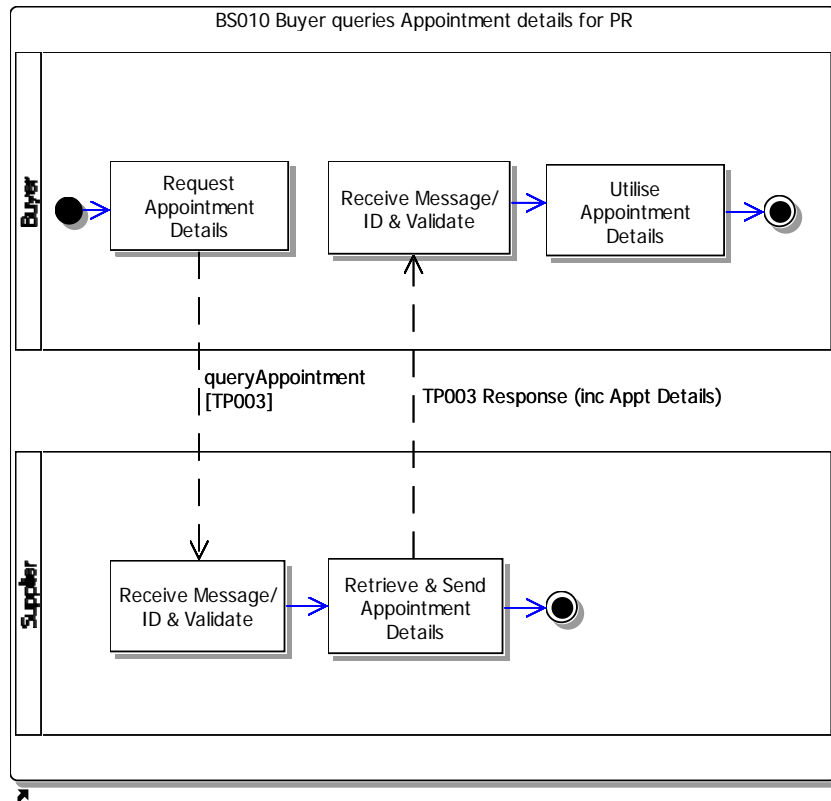 BS010 Buyer queries Appointment details for PR
Buyer
Request
Appointment
Details
Receive Message/
ID & Validate
Utilise
Appointment
Details
queryAppointment
[TP003]
TP003 Response (inc Appt Details)
Supplier
Receive Message/
ID & Validate
Retrieve & Send
Appointment
Details